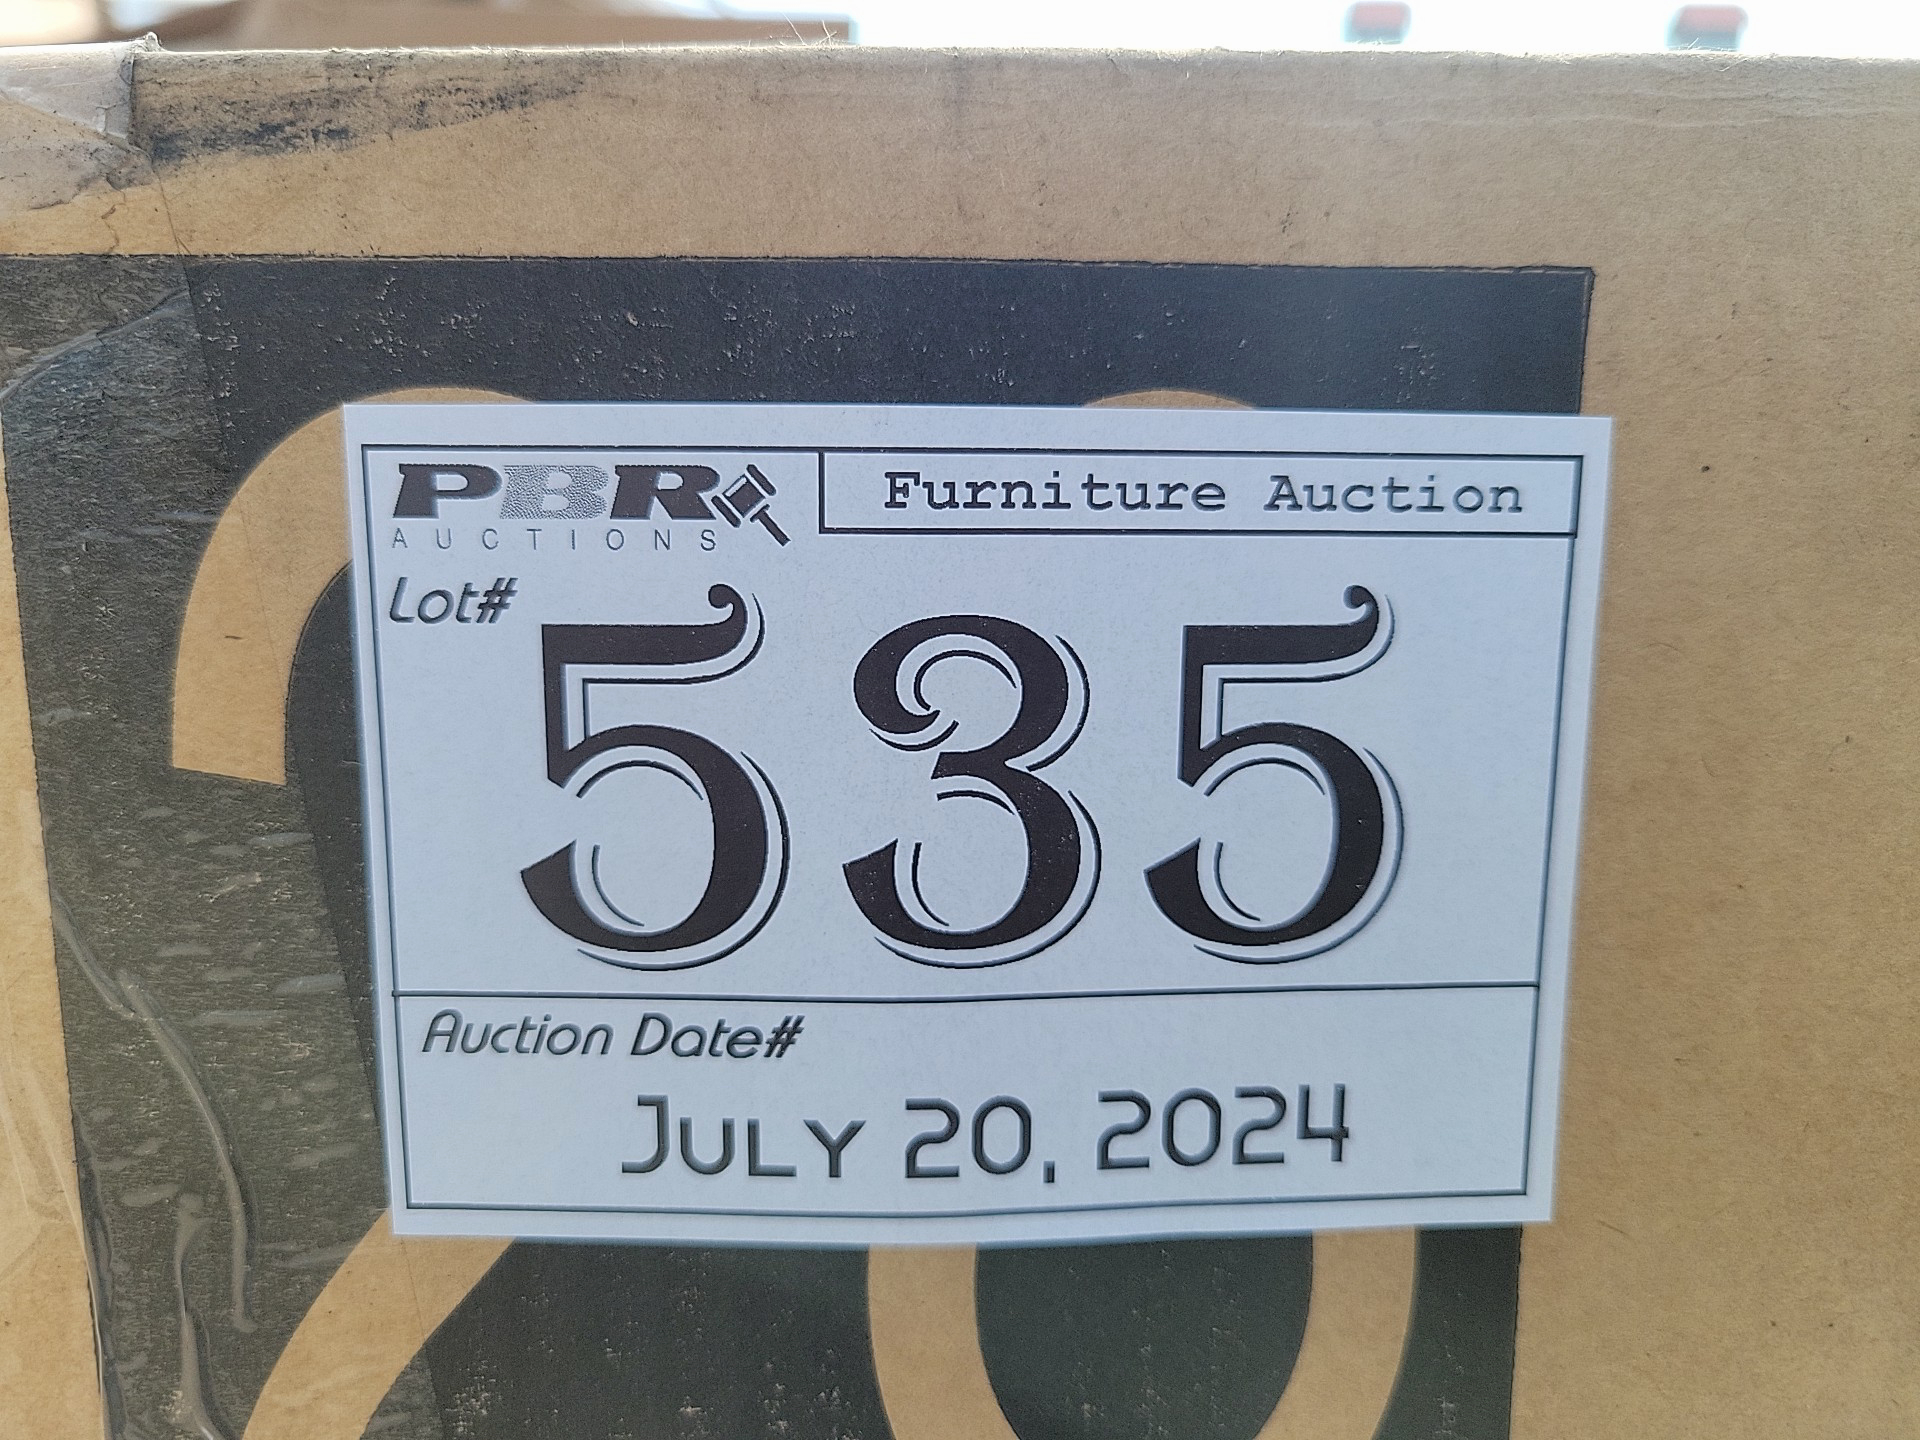 PBR
AUCTIONS
Furniture Auction
Lot#
535
Auction Date#
July 20, 2024